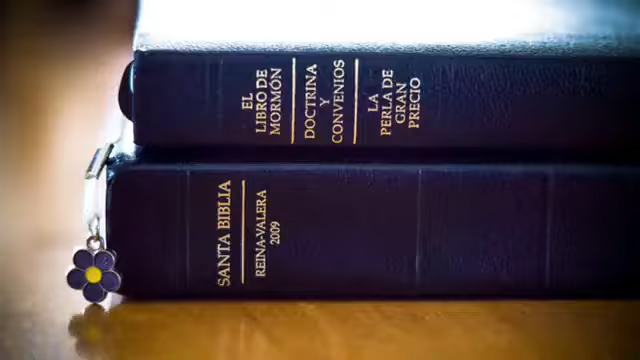 EL
LIBRO DE
MORMÓN
DOCTRINA
Y
CONVENIOS
LA
PERLA DE
GRAN
PRECIO
SANTA BIBLIA
REINA-VALERA
2009